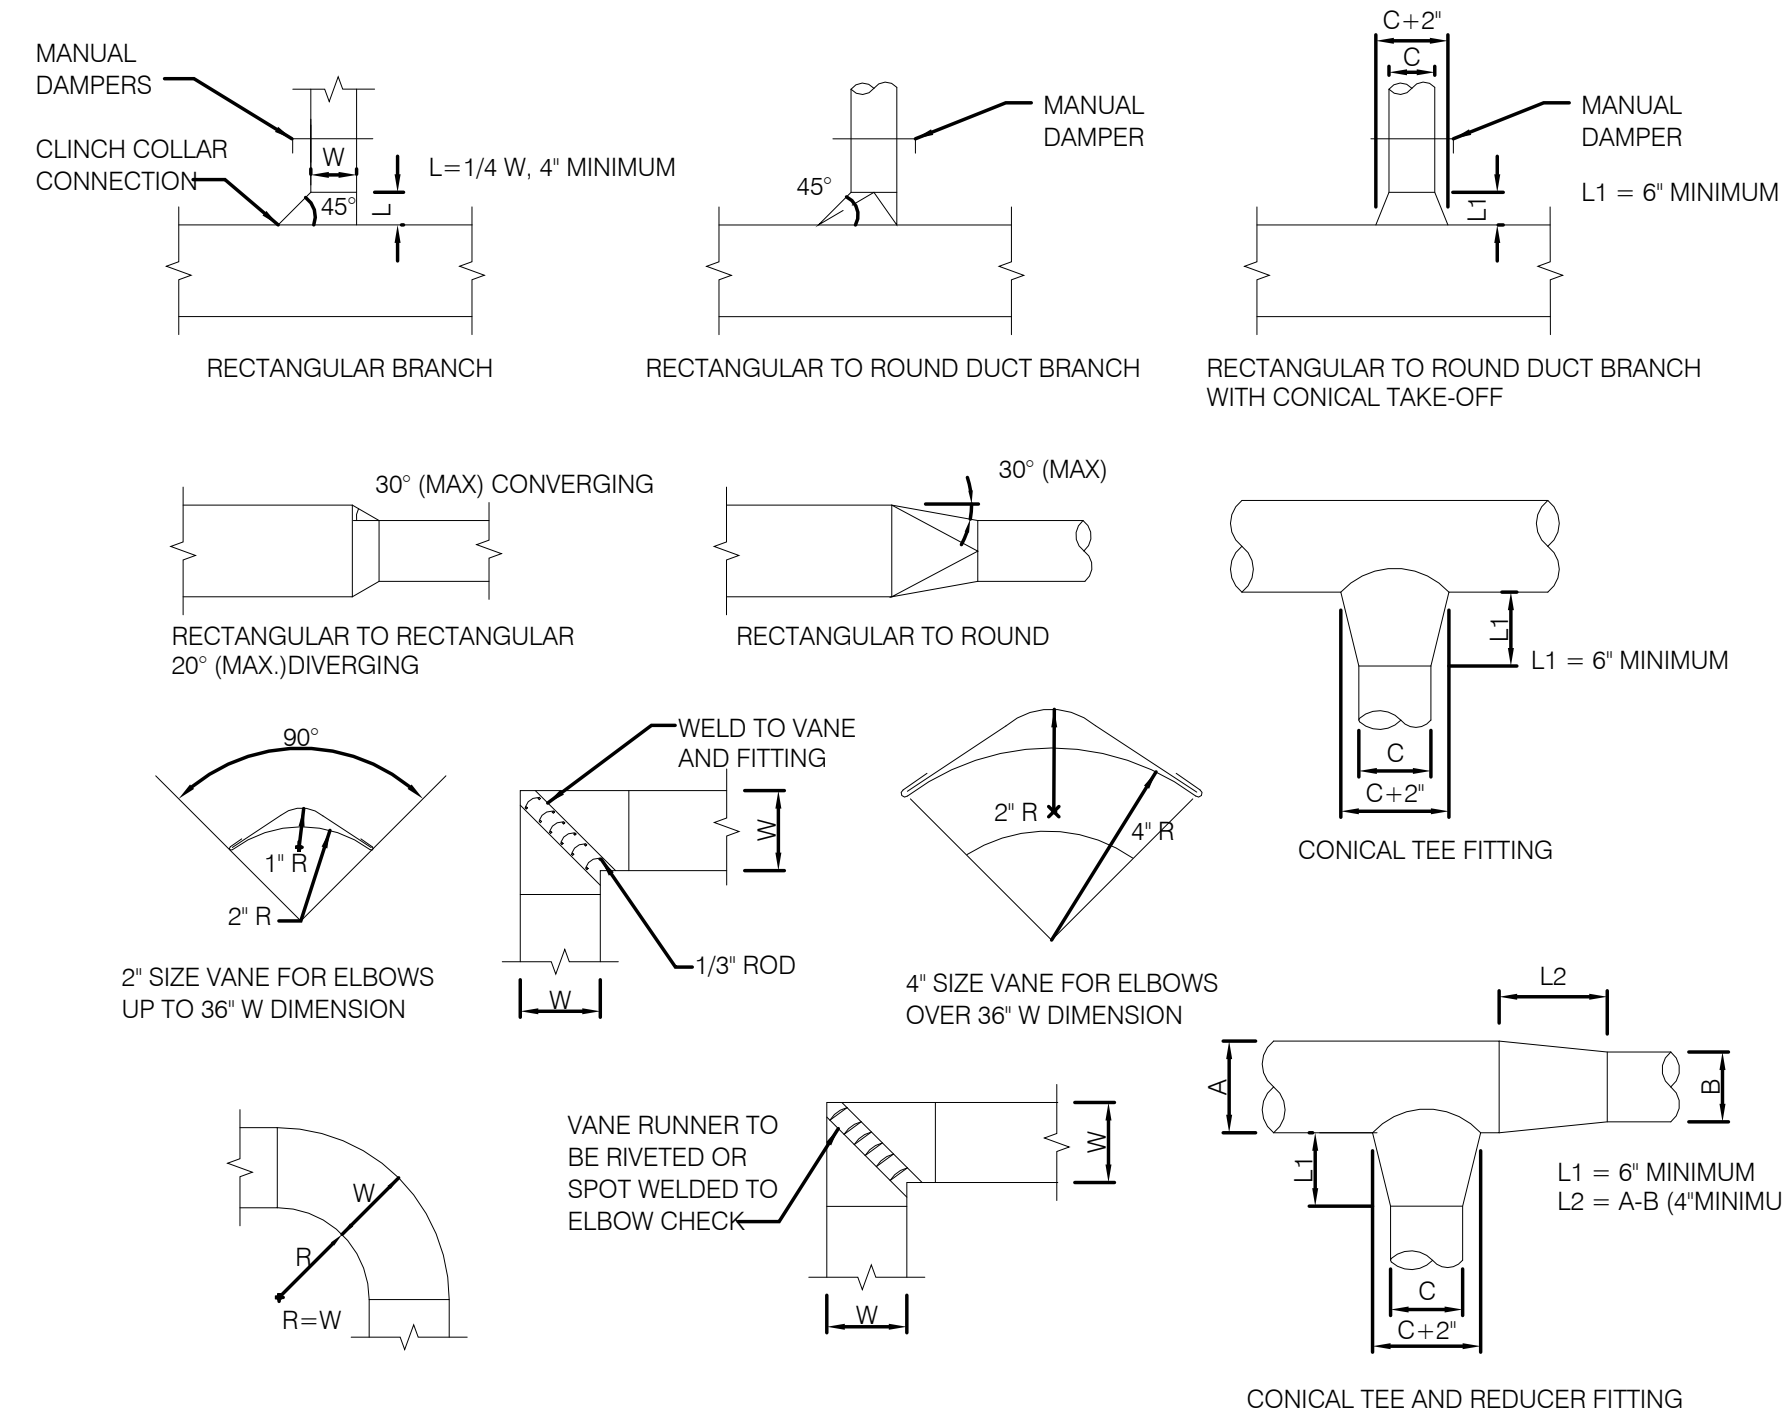 MANUAL
DAMPERS
CLINCH COLLAR
CONNECTION
W
45°
L
L=1/4 W, 4" MINIMUM
RECTANGULAR BRANCH
45°
MANUAL
DAMPER
RECTANGULAR TO ROUND DUCT BRANCH
C+2"
C
MANUAL
DAMPER
L1
L1 = 6" MINIMUM
RECTANGULAR TO ROUND DUCT BRANCH
WITH CONICAL TAKE-OFF
30° (MAX) CONVERGING
RECTANGULAR TO RECTANGULAR
20° (MAX.)DIVERGING
30° (MAX)
RECTANGULAR TO ROUND
L1
L1 = 6" MINIMUM
C
C+2"
CONICAL TEE FITTING
90°
1" R
2" R
2" SIZE VANE FOR ELBOWS
UP TO 36" W DIMENSION
WELD TO VANE
AND FITTING
W
1/3" ROD
W
2" R
4" R
4" SIZE VANE FOR ELBOWS
OVER 36" W DIMENSION
W
R
R=W
VANE RUNNER TO
BE RIVETED OR
SPOT WELDED TO
ELBOW CHECK
W
W
L2
A
B
L1
L1 = 6" MINIMUM
L2 = A-B (4"MINIMU
C
C+2"
CONICAL TEE AND REDUCER FITTING